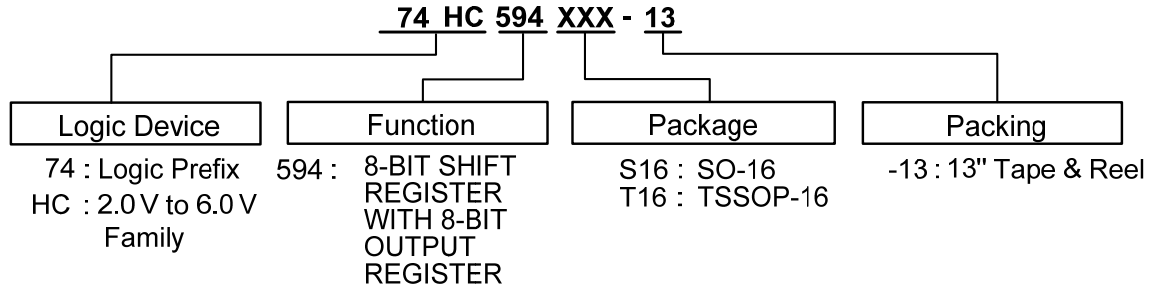 74 HC 594 XXX - 13
Logic Device
74 : Logic Prefix
HC : 2.0 V to 6.0 V
Family
Function
594 : 8-BIT SHIFT
REGISTER
WITH 8-BIT
OUTPUT
REGISTER
Package
S16 : SO-16
T16 : TSSOP-16
Packing
-13 : 13" Tape & Reel